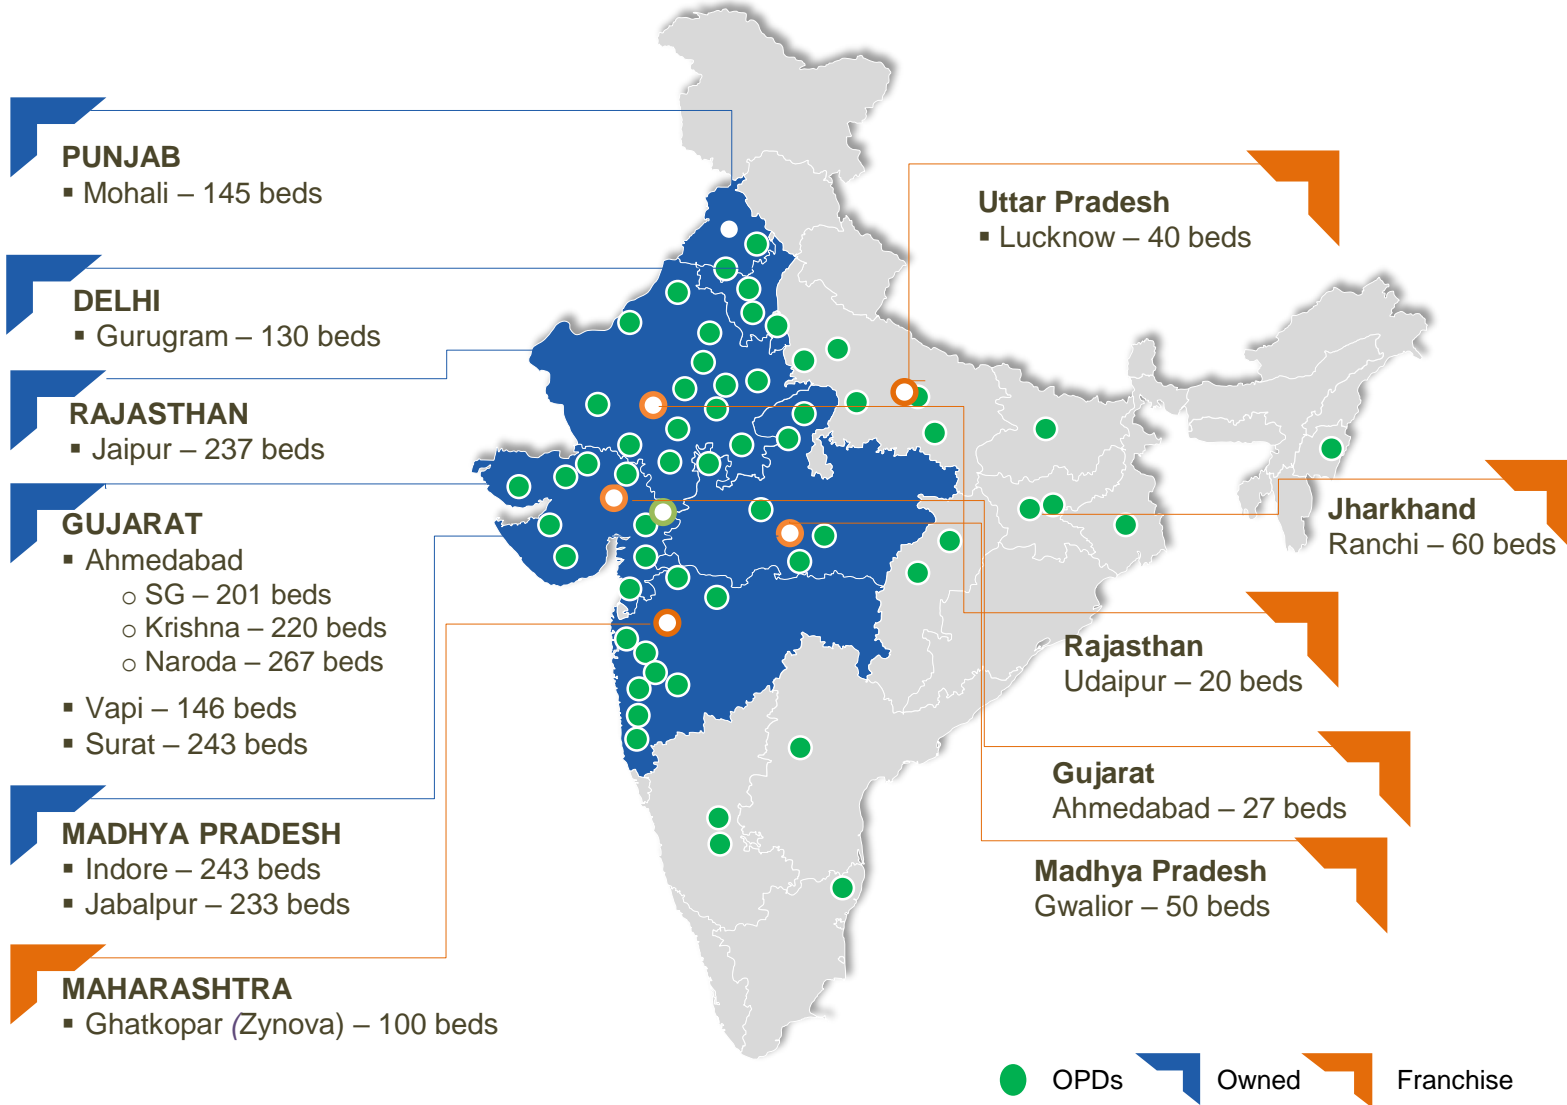 PUNJAB
▪ Mohali – 145 beds
DELHI
▪ Gurugram – 130 beds
RAJASTHAN
▪ Jaipur – 237 beds
GUJARAT
▪ Ahmedabad
○ SG – 201 beds
○ Krishna – 220 beds
○ Naroda – 267 beds
▪ Vapi – 146 beds
▪ Surat – 243 beds
MADHYA PRADESH
▪ Indore – 243 beds
▪ Jabalpur – 233 beds
MAHARASHTRA
▪ Ghatkopar (Zynova) – 100 beds
Uttar Pradesh
▪ Lucknow – 40 beds
Jharkhand
Ranchi – 60 beds
Rajasthan
Udaipur – 20 beds
Gujarat
Ahmedabad – 27 beds
Madhya Pradesh
Gwalior – 50 beds
OPDs
Owned
Franchise